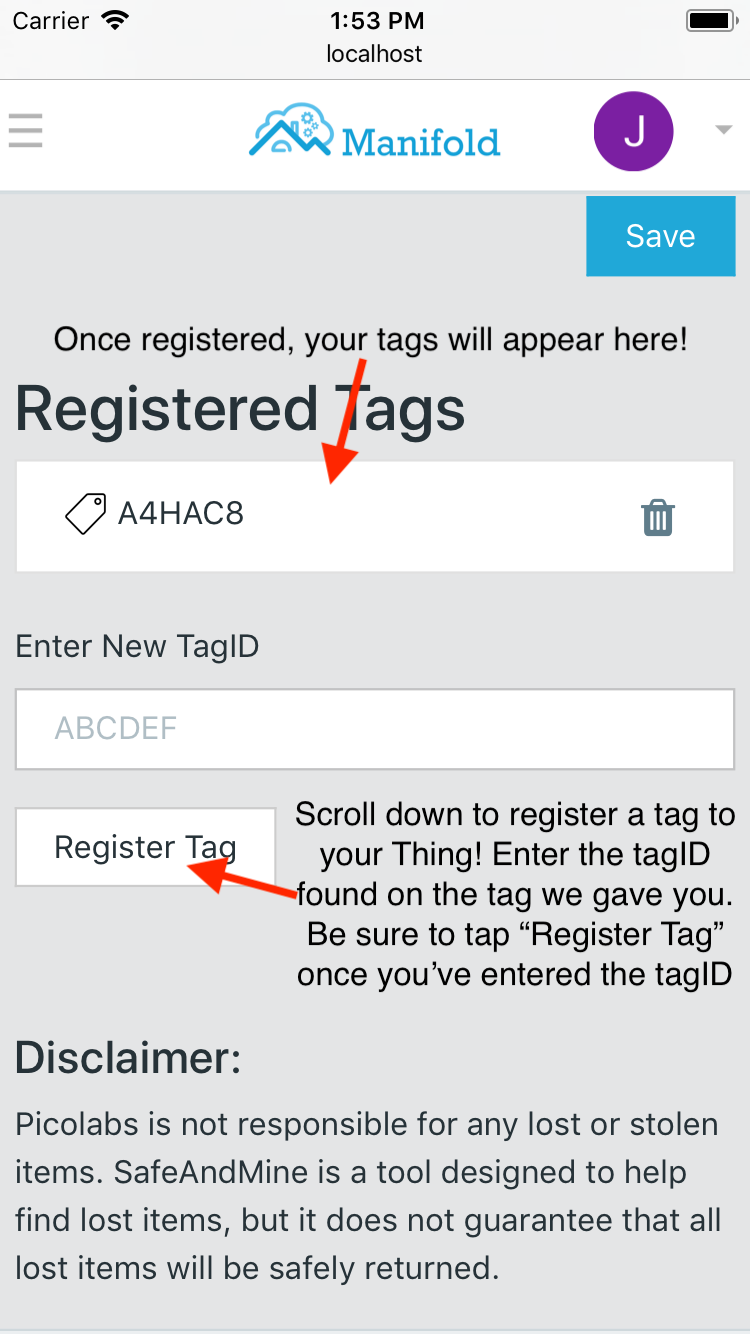 Carrier 1:53 PM
localhost
Manifold J
Save
Once registered, your tags will appear here!
Registered Tags
A4HAC8
Enter New TagID
ABCDEF
Register Tag
Scroll down to register a tag to
your Thing! Enter the tagID
found on the tag we gave you.
Be sure to tap “Register Tag”
once you’ve entered the tagID
Disclaimer:
Picolabs is not responsible for any lost or stolen
items. SafeAndMine is a tool designed to help
find lost items, but it does not guarantee that all
lost items will be safely returned.